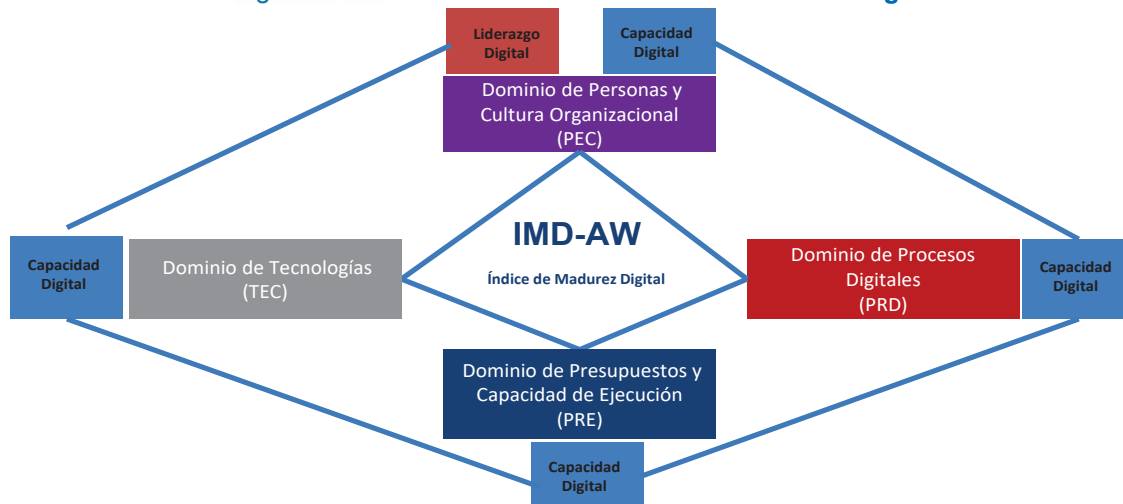 Liderazgo
Digital
Capacidad
Digital
Dominio de Personas y
Cultura Organizacional
(PEC)
IMD-AW
Índice de Madurez Digital
Capacidad
Digital
Dominio de Tecnologías
(TEC)
Dominio de Procesos
Digitales
(PRD)
Capacidad
Digital
Dominio de Presupuestos y
Capacidad de Ejecución
(PRE)
Capacidad
Digital